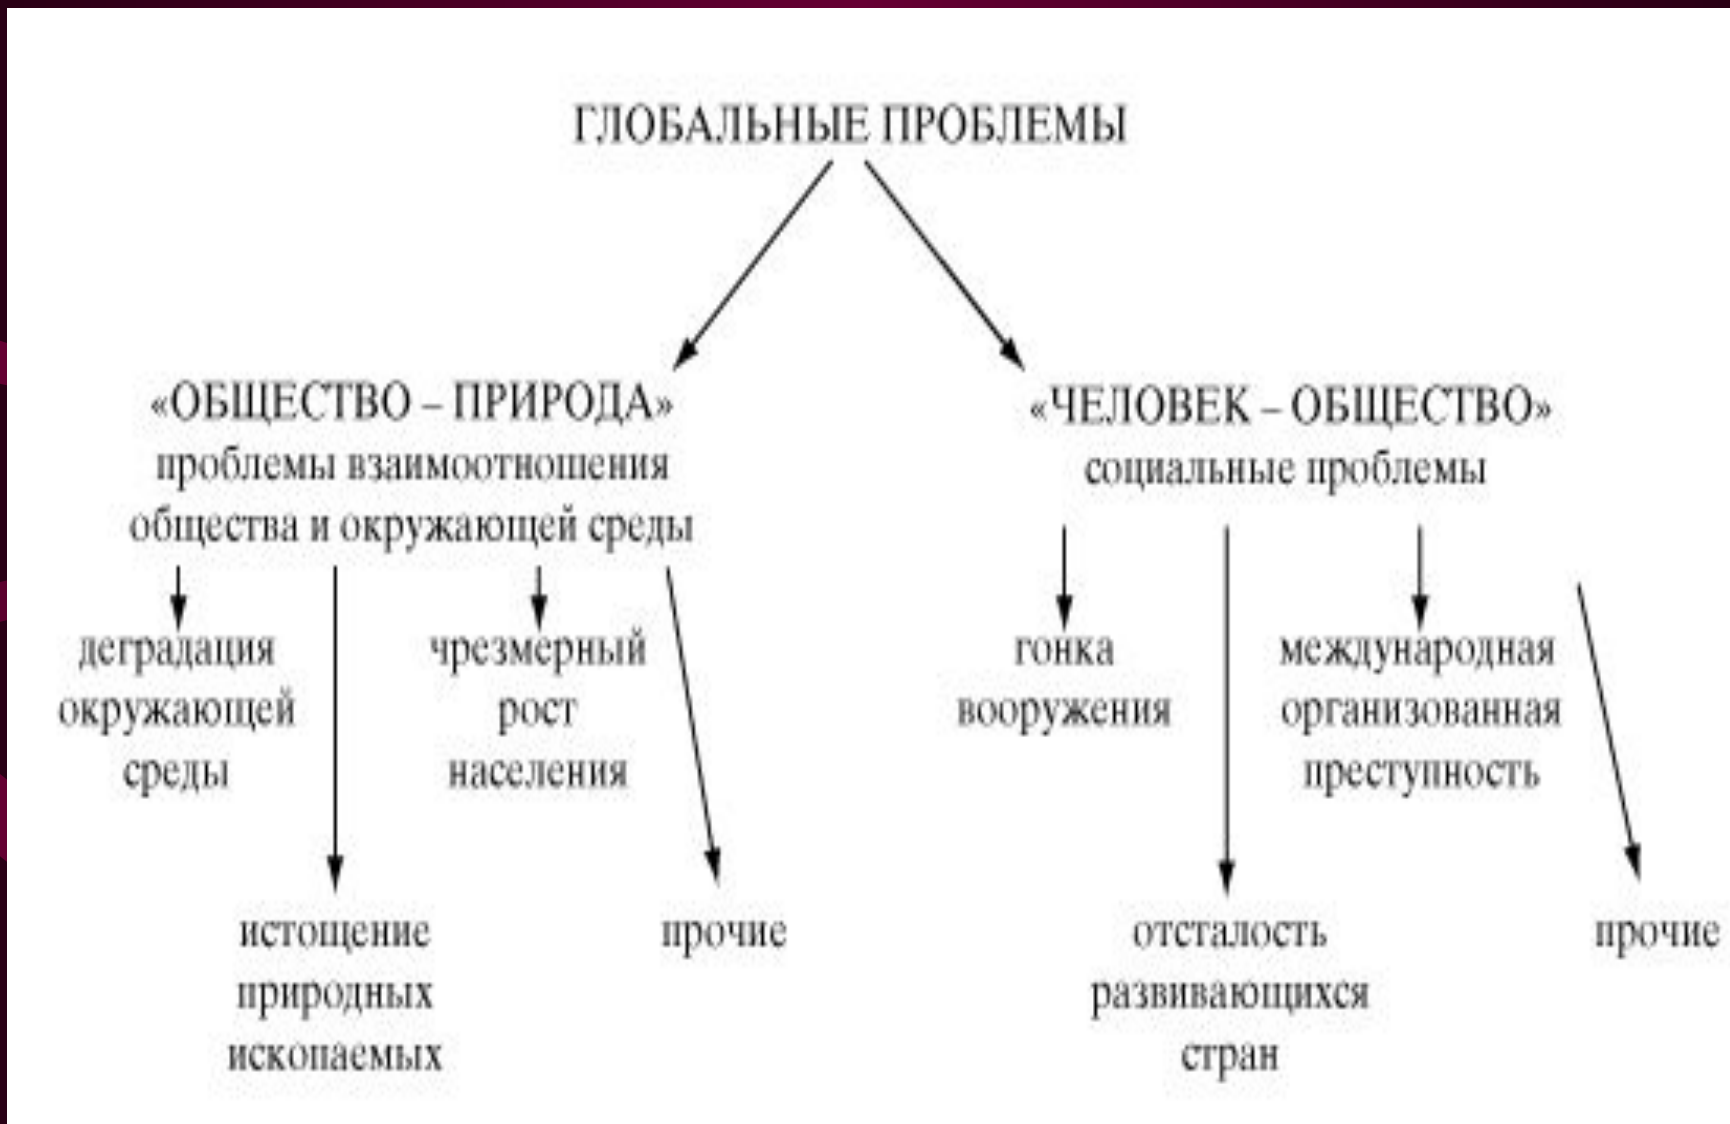 ГЛОБАЛЬНЫЕ ПРОБЛЕМЫ
«ОБЩЕСТВО – ПРИРОДА»
проблемы взаимоотношения
общества и окружающей среды
«ЧЕЛОВЕК – ОБЩЕСТВО»
социальные проблемы
деградация
окружающей
среды
чрезмерный
рост
населения
гонка
вооружения
международная
организованная
преступность
истощение
природных
ископаемых
прочие
отсталость
развивающихся
стран
прочие